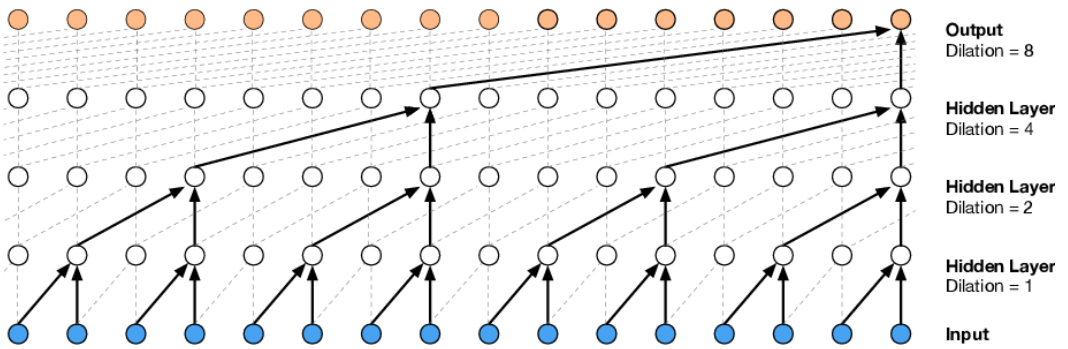 Output
Dilation = 8
Hidden Layer
Dilation = 4
Hidden Layer
Dilation = 2
Hidden Layer
Dilation = 1
Input